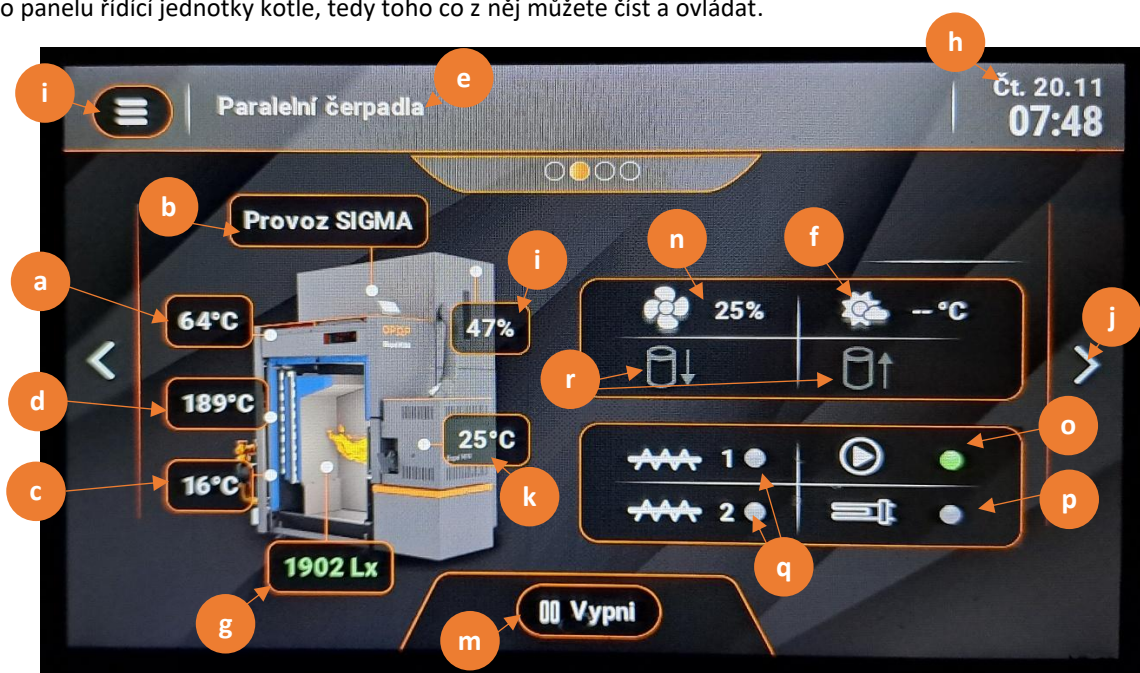 o panelu řídící jednotky kotle, tedy toho co z něj můžete číst a ovládat.
h
i
e
Čt. 20.11
Paralelní čerpadla
07:48
b
Provoz SIGMA
n
f
a
i
64°C
47%
25%
-- °C
j
d
r
189°C
25°C
o
c
16°C
k
1
p
2
q
1902 Lx
g
m
Vypni